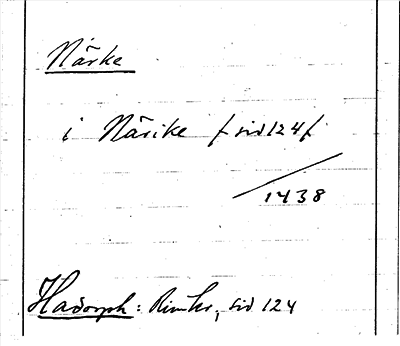 Närke
i Närike /sid 124/
1438
Hadorph: Rimkr, sid 124